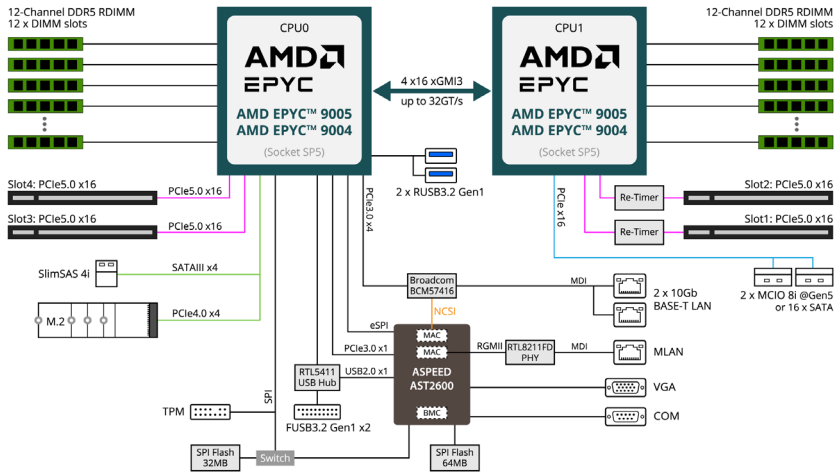 12-Channel DDR5 RDIMM
12 x DIMM slots
CPU0
AMD
EPYC
AMD EPYC™ 9005
AMD EPYC™ 9004
(Socket SP5)
4 x16 xGMI3
up to 32GT/s
CPU1
AMD
EPYC
AMD EPYC™ 9005
AMD EPYC™ 9004
(Socket SP5)
12-Channel DDR5 RDIMM
12 x DIMM slots
2 x RUSB3.2 Gen1
Slot4: PCIe5.0 x16
PCIe5.0 x16
Slot3: PCIe5.0 x16
PCIe5.0 x16
PCIe3.0 x4
PCIe x16
Re-Timer
Slot2: PCIe5.0 x16
Re-Timer
Slot1: PCIe5.0 x16
SlimSAS 4i
SATAIII x4
M.2
PCIe4.0 x4
Broadcom
BCM57416
MDI
2 x 10Gb
BASE-T LAN
2 x MCIO 8i @Gen5
or 16 x SATA
NCSI
eSPI
MAC
PCIe3.0 x1
MAC
RGMII
RTL8211FD
PHY
MDI
MLAN
RTL5411
USB Hub
USB2.0 x1
ASPEED
AST2600
VGA
SPI
TPM
FUSB3.2 Gen1 x2
BMC
COM
SPI Flash
32MB
Switch
SPI Flash
64MB